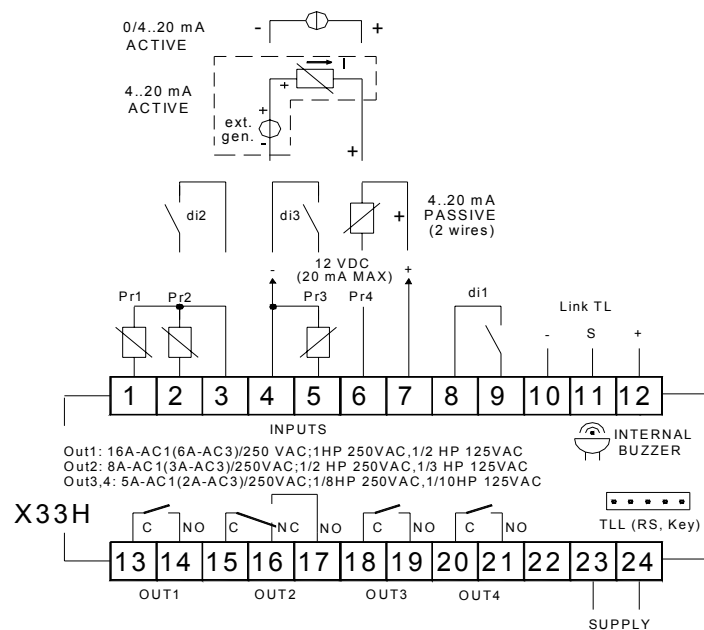 0/4..20 mA
ACTIVE
- +
I
4..20 mA
ACTIVE
+
+
ext.
gen.
-
+
di2
di3
+
4..20 mA
PASSIVE
(2 wires)
- 12 VDC +
(20 mA MAX)
Pr1 Pr2 Pr3 Pr4 di1
Link TL
- S +
1 2 3 4 5 6 7 8 9 10 11 12
INPUTS
INTERNAL
BUZZER
Out1: 16A-AC1(6A-AC3)/250 VAC;1HP 250VAC,1/2 HP 125VAC
Out2: 8A-AC1(3A-AC3)/250VAC;1/2 HP 250VAC,1/3 HP 125VAC
Out3,4: 5A-AC1(2A-AC3)/250VAC;1/8HP 250VAC,1/10HP 125VAC
X33H
TLL (RS, Key)
C NO C NC NO C NO C NO
13 14 15 16 17 18 19 20 21 22 23 24
OUT1 OUT2 OUT3 OUT4
SUPPLY